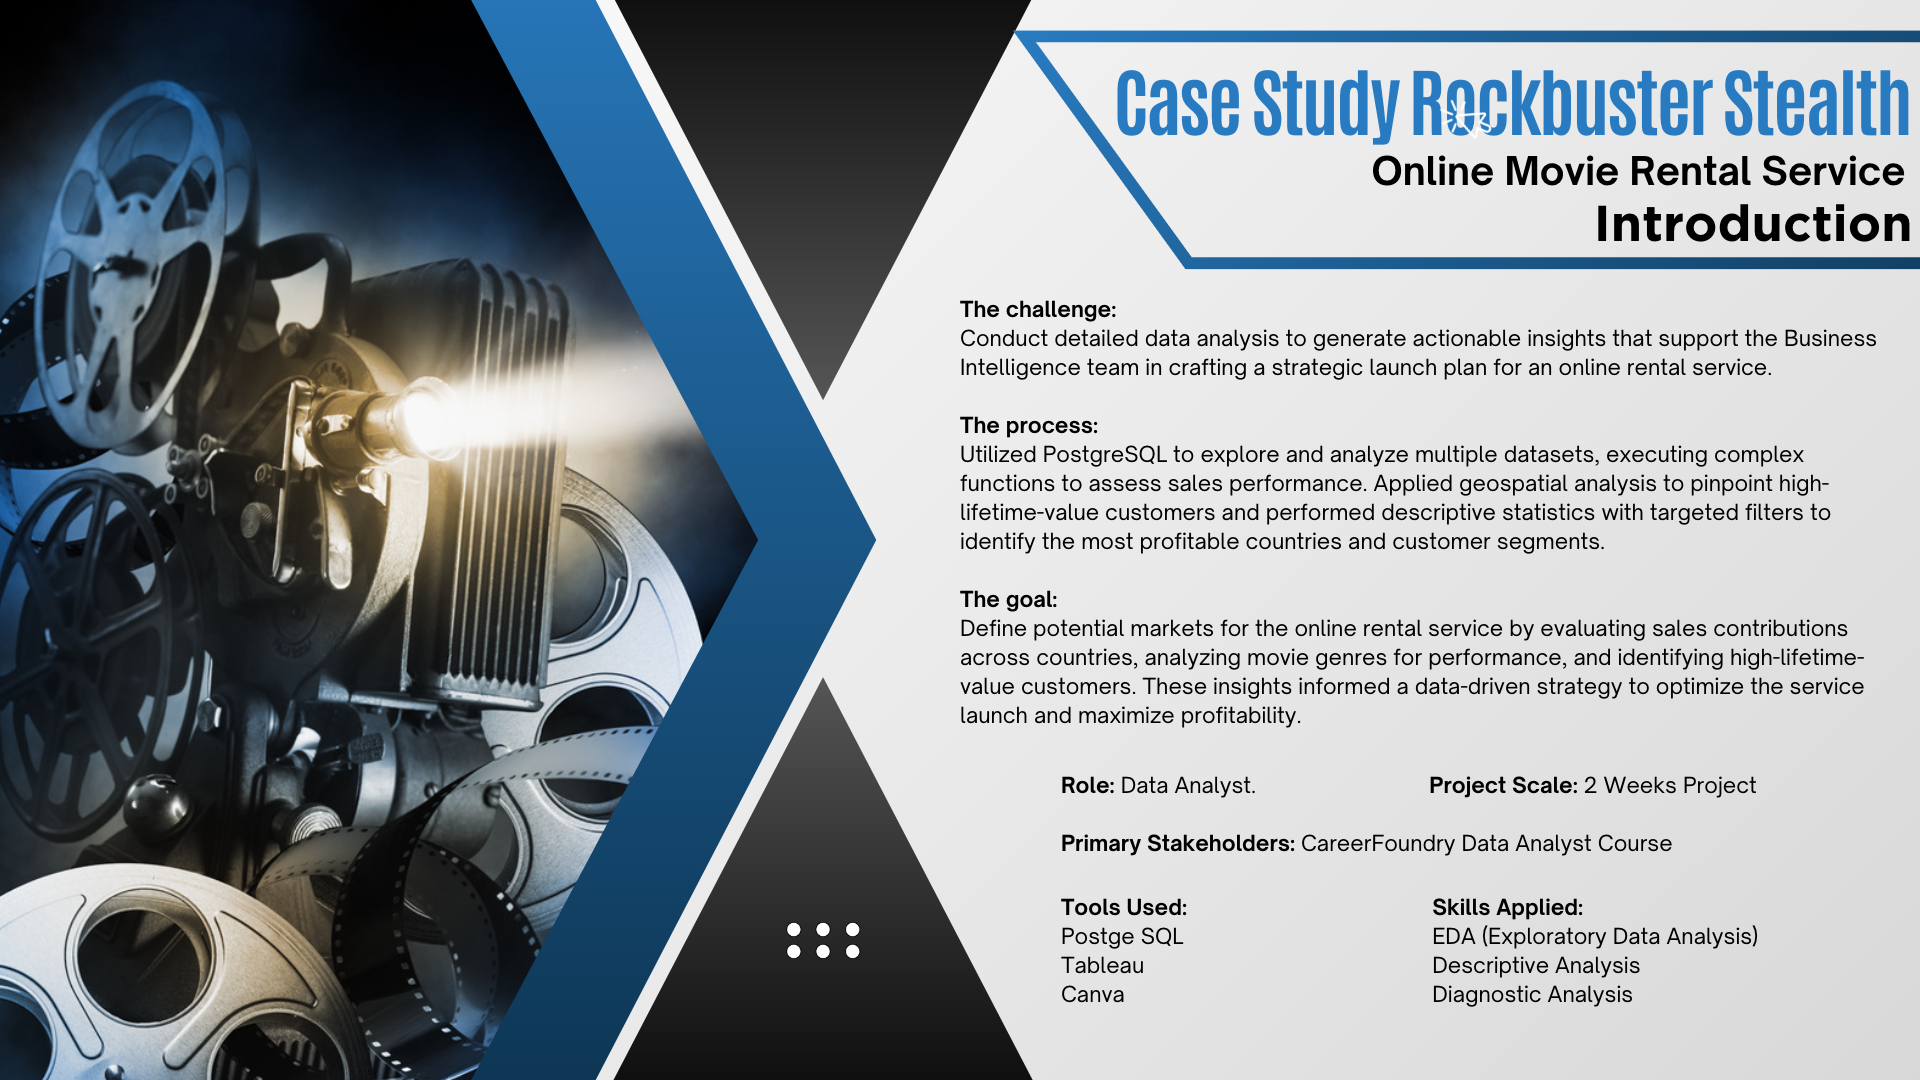 Case Study Rockbuster Stealth
Online Movie Rental Service
Introduction
The challenge:
Conduct detailed data analysis to generate actionable insights that support the Business
Intelligence team in crafting a strategic launch plan for an online rental service.
The process:
Utilized PostgreSQL to explore and analyze multiple datasets, executing complex
functions to assess sales performance. Applied geospatial analysis to pinpoint high-
lifetime-value customers and performed descriptive statistics with targeted filters to
identify the most profitable countries and customer segments.
The goal:
Define potential markets for the online rental service by evaluating sales contributions
across countries, analyzing movie genres for performance, and identifying high-lifetime-
value customers. These insights informed a data-driven strategy to optimize the service
launch and maximize profitability.
Role: Data Analyst.
Project Scale: 2 Weeks Project
Primary Stakeholders: CareerFoundry Data Analyst Course
Tools Used:
Postge SQL
Tableau
Canva
Skills Applied:
EDA (Exploratory Data Analysis)
Descriptive Analysis
Diagnostic Analysis